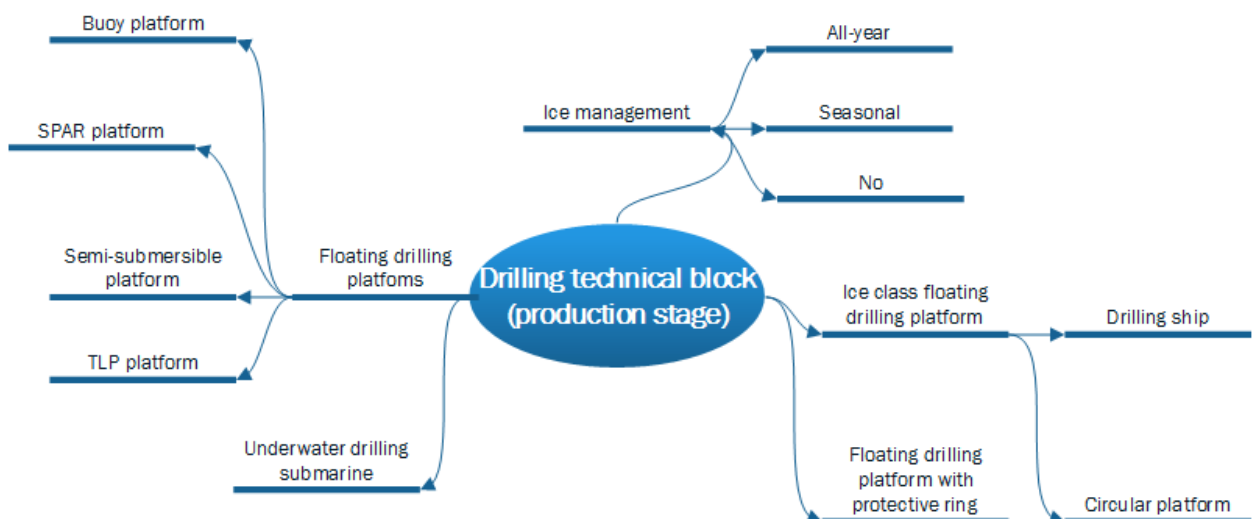 Buoy platform
SPAR platform
Semi-submersible
platform
TLP platform
Floating drilling
platfoms
Underwater drilling
submarine
Drilling technical block
(production stage)
Ice management
All-year
Seasonal
No
Ice class floating
drilling platform
Drilling ship
Circular platform
Floating drilling
platform with
protective ring